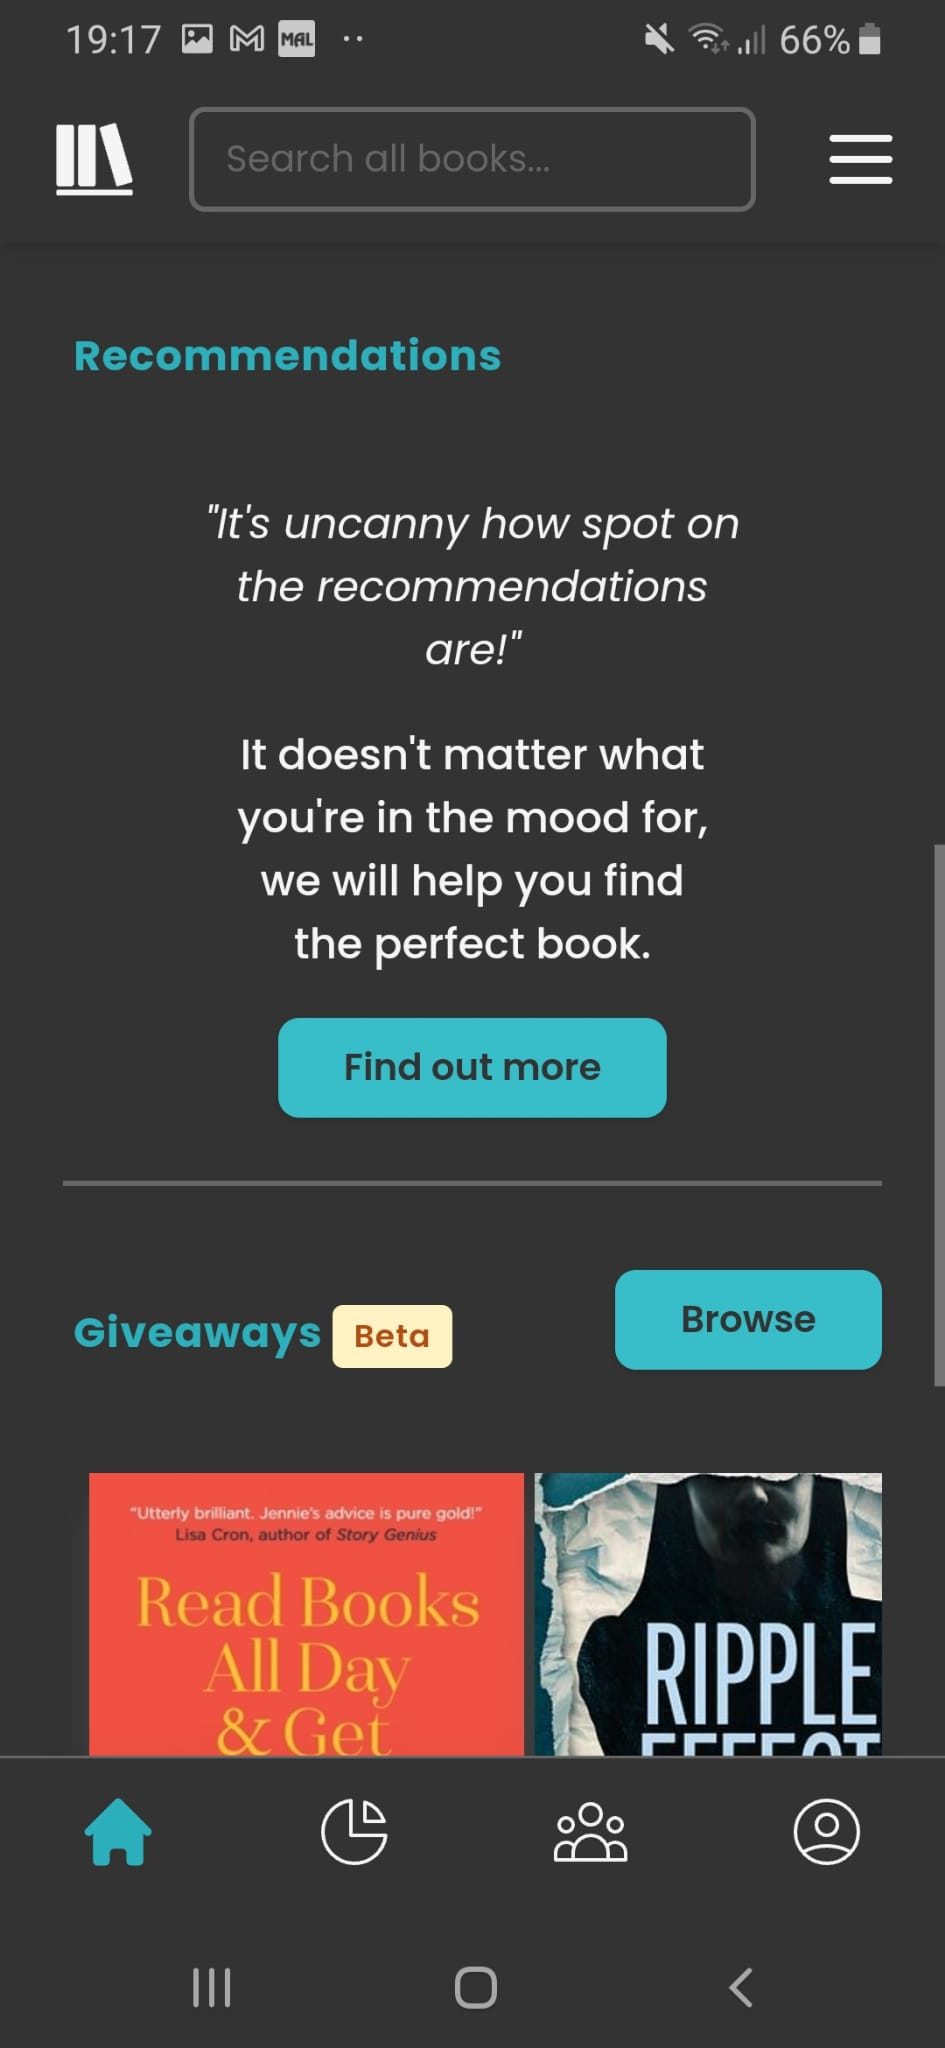 19:17 MAL 66%
Search all books...
Recommendations
"It's uncanny how spot on
the recommendations
are!"
It doesn't matter what
you're in the mood for,
we will help you find
the perfect book.
Find out more
Giveaways Beta
Browse
"Utterly brilliant. Jennie's advice is pure gold!"
Lisa Cron, author of Story Genius
Read Books
All Day
& Get
RIPPLE
EFFECT